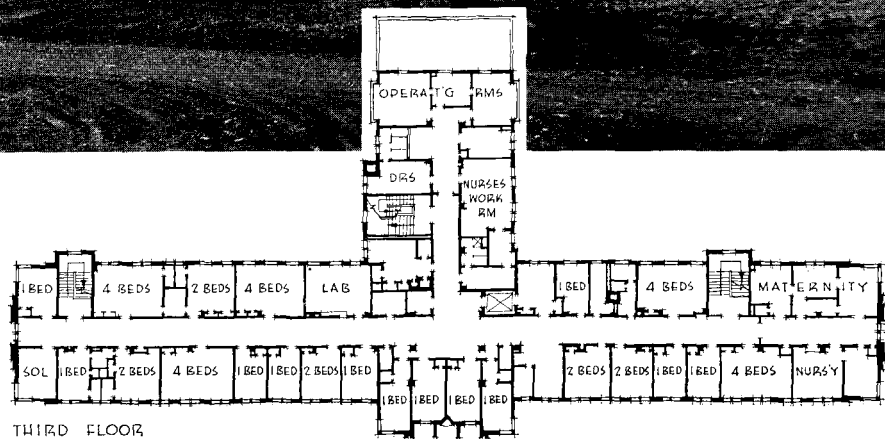 OPERAT'G RMS
DRS
NURSES
WORK
RM
1 BED
4 BEDS
2 BEDS
4 BEDS
LAB
1 BED
4 BEDS
MATERNITY
SOL
1 BED
2 BEDS
4 BEDS
1 BED
1 BED
2 BEDS
1 BED
1 BED
1 BED
1 BED
1 BED
2 BEDS
2 BEDS
1 BED
1 BED
4 BEDS
NURS'Y
THIRD FLOOR